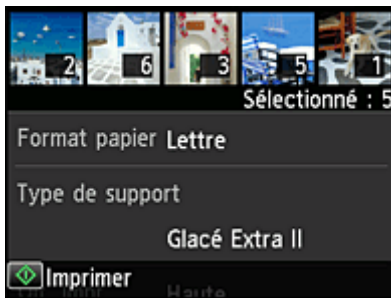 2 6 3 5 1
Sélectionné : 5
Format papier Lettre
Type de support
Glacé Extra II
Imprimer
Haute